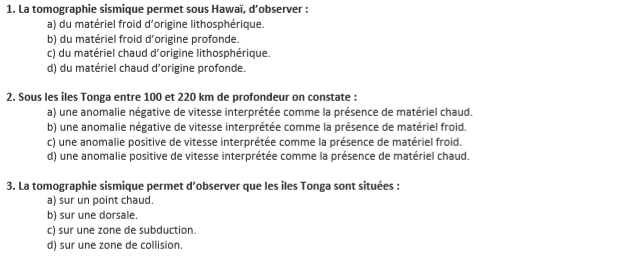 1. La tomographie sismique permet sous Hawaï, d'observer :
a) du matériel froid d'origine lithosphérique.
b) du matériel froid d'origine profonde.
c) du matériel chaud d'origine lithosphérique.
d) du matériel chaud d'origine profonde.
2. Sous les iles Tonga entre 100 et 220 km de profondeur on constate :
a) une anomalie négative de vitesse interprétée comme la présence de matériel chaud.
b) une anomalie négative de vitesse interprétée comme la présence de matériel froid.
c) une anomalie positive de vitesse interprétée comme la présence de matériel froid.
d) une anomalie positive de vitesse interprétée comme la présence de matériel chaud.
3. La tomographie sismique permet d'observer que les iles Tonga sont situées :
a) sur un point chaud.
b) sur une dorsale.
c) sur une zone de subduction.
d) sur une zone de collision.